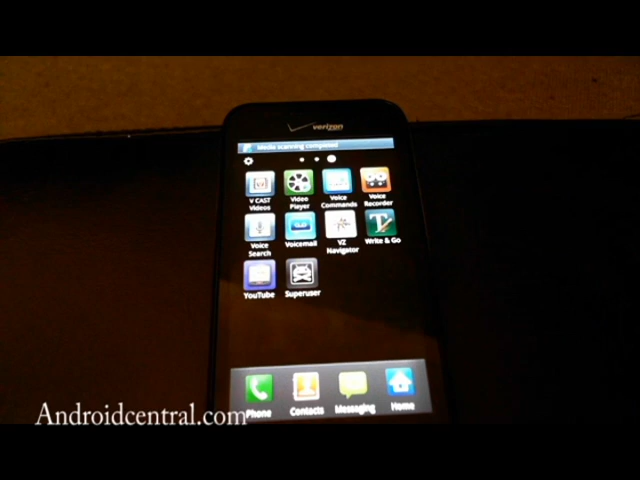 verizon
Media scanning completed
V CAST Videos
Video Player
Voice Commands
Voice Recorder
Voice Search
Voicemail
VZ Navigator
Write & Go
YouTube
Superuser
Phone
Contacts
Messaging
Home
Androidcentral.com